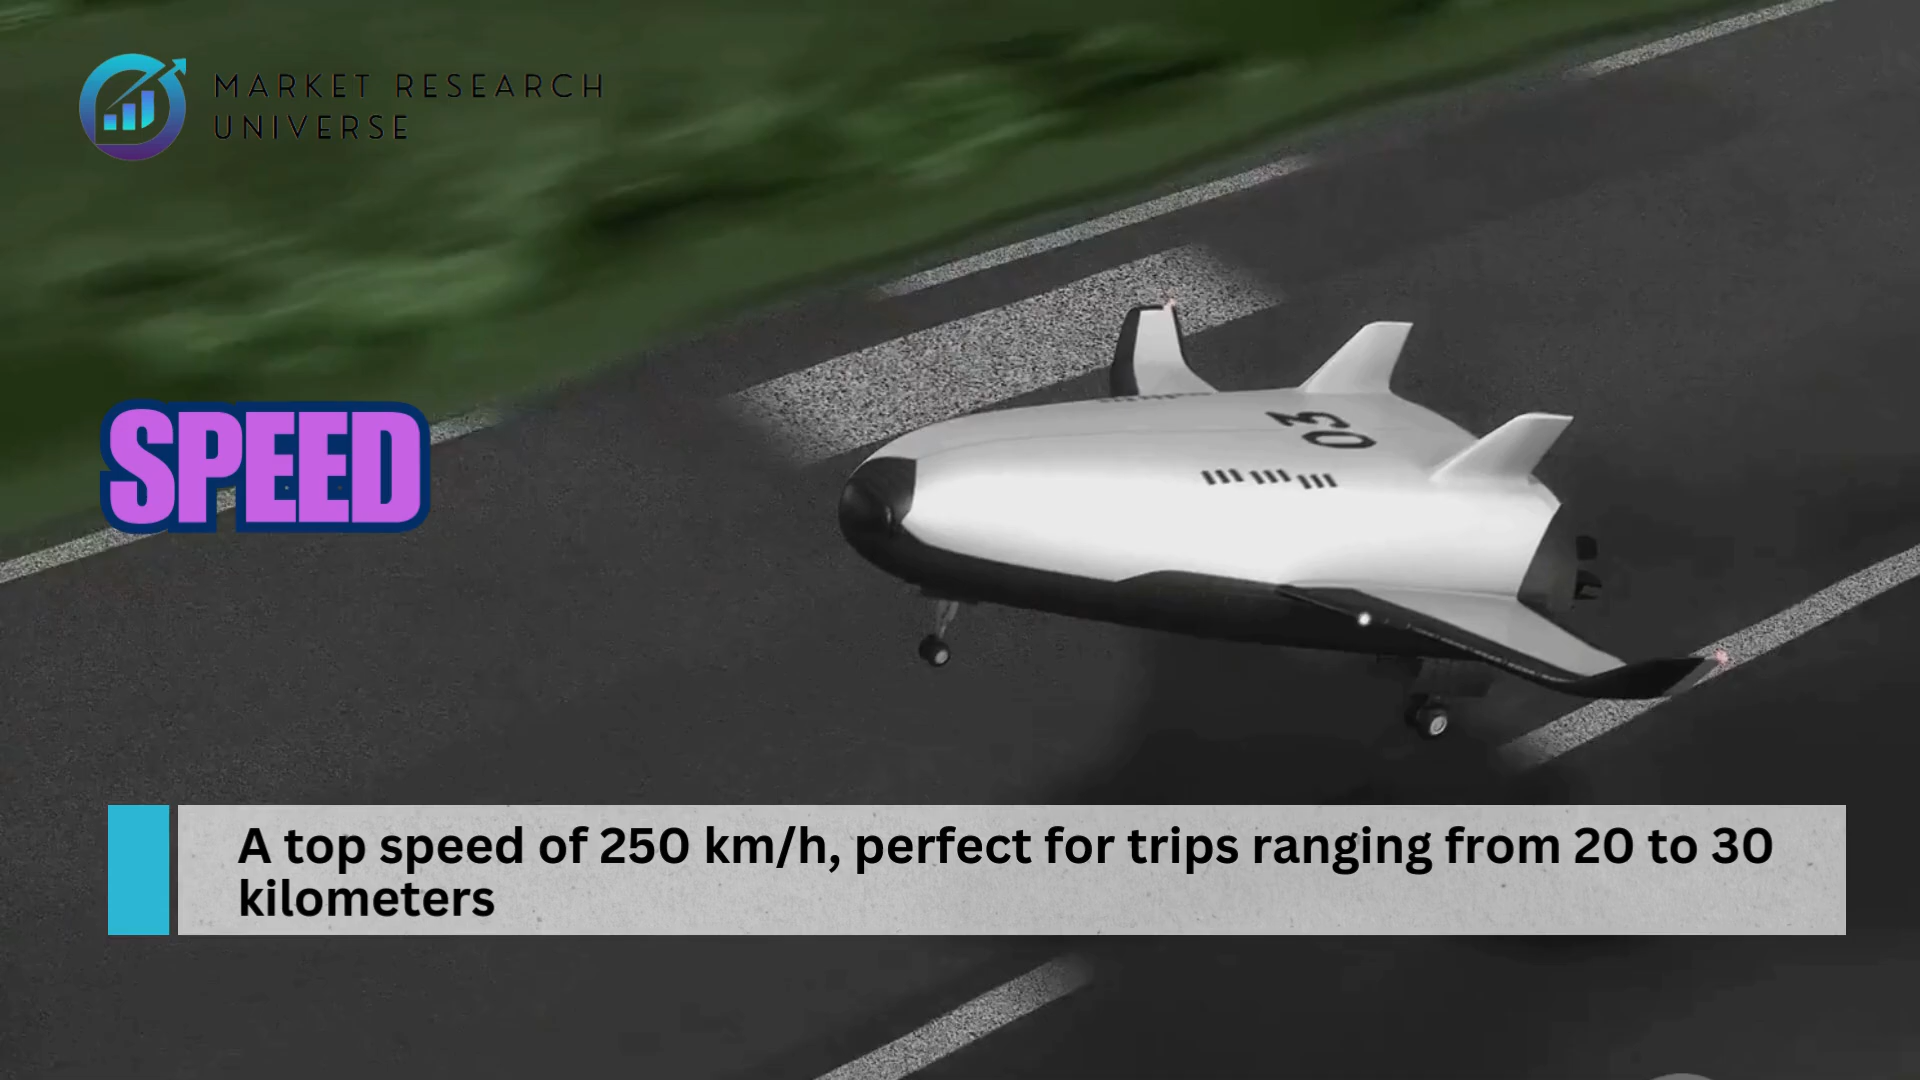 MARKET RESEARCH
UNIVERSE
03
SPEED
A top speed of 250 km/h, perfect for trips ranging from 20 to 30
kilometers